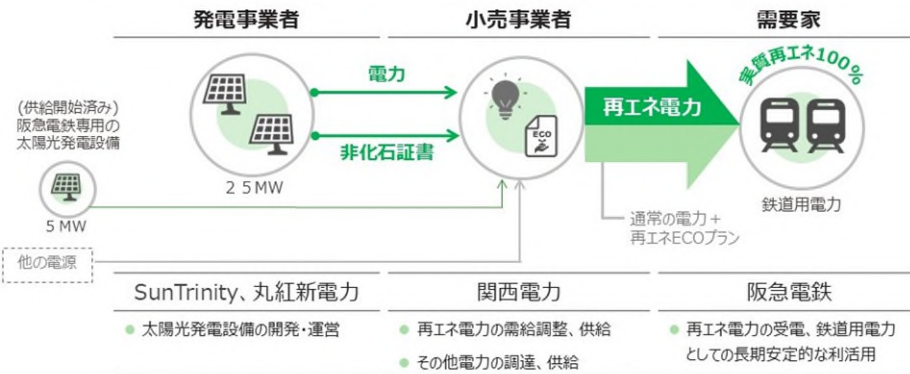 発電事業者
小売事業者
需要家
(供給開始済み)
阪急電鉄専用の
太陽光発電設備
5MW
他の電源
25MW
電力
非化石証書
ECO
再エネ電力
通常の電力+
再エネECOプラン
実質再エネ100%
鉄道用電力
SunTrinity、丸紅新電力
● 太陽光発電設備の開発・運営
関西電力
● 再エネ電力の需給調整、供給
● その他電力の調達、供給
阪急電鉄
● 再エネ電力の受電、鉄道用電力
としての長期安定的な利活用